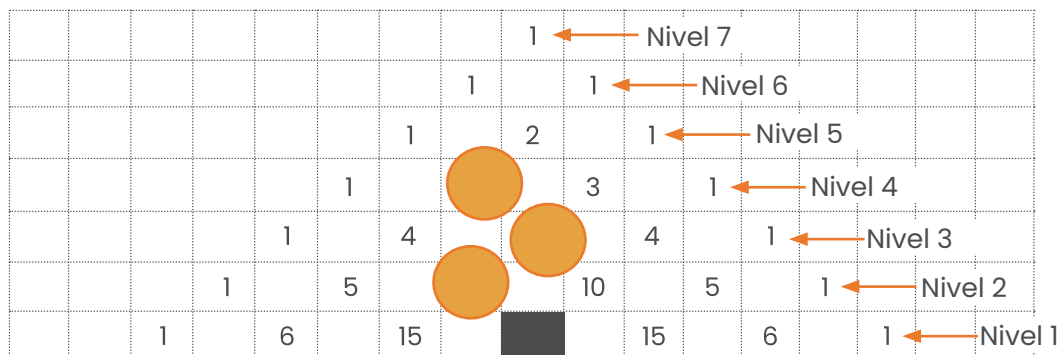 1 Nivel 7
1 1 Nivel 6
1 2 1 Nivel 5
1 3 1 Nivel 4
1 4 4 1 Nivel 3
1 5 10 5 1 Nivel 2
1 6 15 15 6 1 Nivel 1